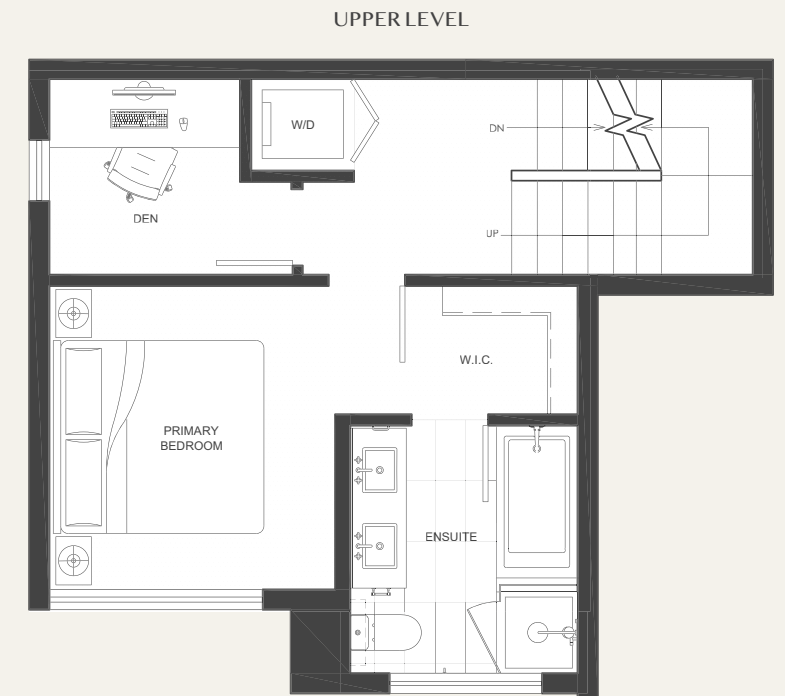 UPPER LEVEL
W/D
DN
DEN
UP
W.I.C.
PRIMARY
BEDROOM
ENSUITE